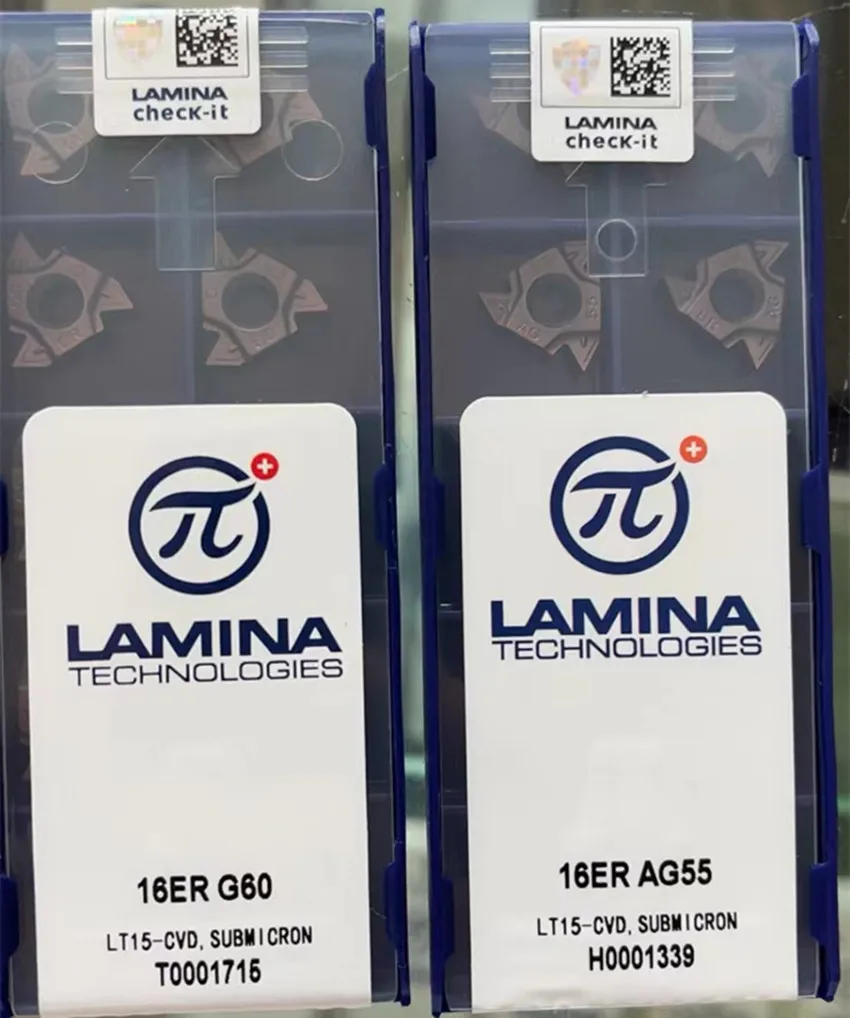 LAMINA
checK-it
π
LAMINA
TECHNOLOGIES
16ER G60
LT15-CVD, SUBMICRON
T0001715
LAMINA
checK-it
AG
π
LAMINA
TECHNOLOGIES
16ER AG55
LT15-CVD, SUBMICRON
H0001339